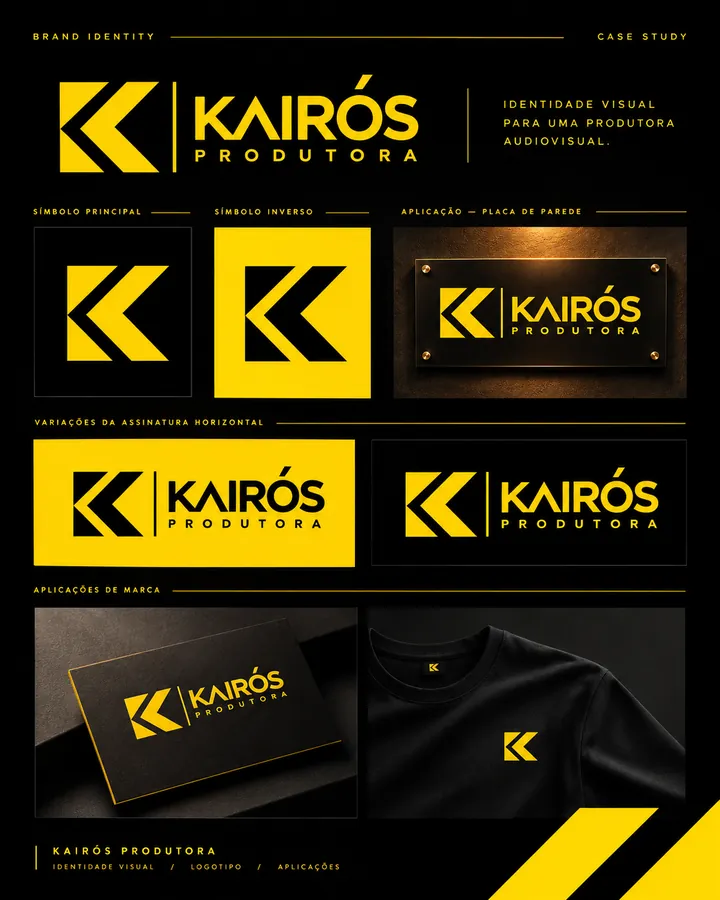 BRAND IDENTITY
CASE STUDY
KAIRÓS
PRODUTORA
IDENTIDADE VISUAL
PARA UMA PRODUTORA
AUDIOVISUAL.
SÍMBOLO PRINCIPAL
SÍMBOLO INVERSO
APLICAÇÃO — PLACA DE PAREDE
KAIRÓS
PRODUTORA
VARIAÇÕES DA ASSINATURA HORIZONTAL
KAIRÓS
PRODUTORA
KAIRÓS
PRODUTORA
APLICAÇÕES DE MARCA
KAIRÓS
PRODUTORA
KAIRÓS PRODUTORA
IDENTIDADE VISUAL / LOGOTIPO / APLICAÇÕES